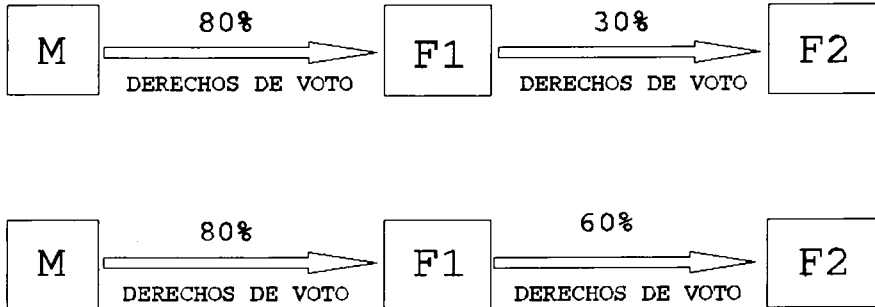 80% 30%
M F1 F2
DERECHOS DE VOTO DERECHOS DE VOTO
80% 60%
M F1 F2
DERECHOS DE VOTO DERECHOS DE VOTO